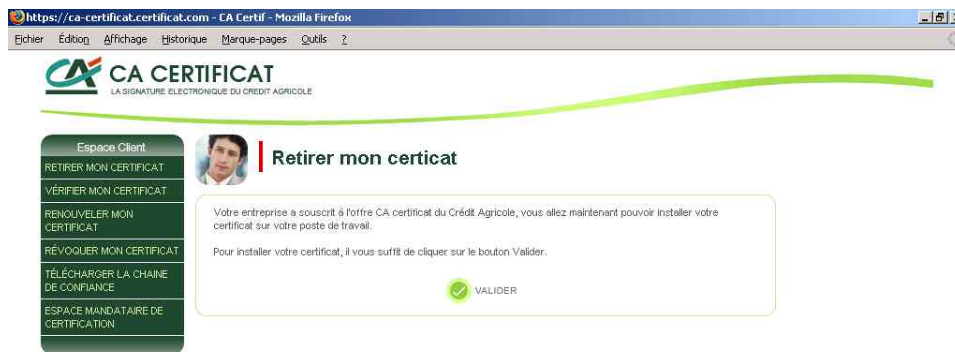 https://ca-certificat.certificat.com - CA Certif - Mozilla Firefox
Fichier Édition Affichage Historique Marque-pages Outils ?
CA CERTIFICAT
LA SIGNATURE ELECTRONIQUE DU CREDIT AGRICOLE
Espace Client
RETIRER MON CERTIFICAT
VÉRIFIER MON CERTIFICAT
RENOUVELER MON
CERTIFICAT
RÉVOQUER MON CERTIFICAT
TÉLÉCHARGER LA CHAINE
DE CONFIANCE
ESPACE MANDATAIRE DE
CERTIFICATION
Retirer mon certicat
Votre entreprise a souscrit à l'offre CA certificat du Crédit Agricole, vous allez maintenant pouvoir installer votre
certificat sur votre poste de travail.
Pour installer votre certificat, il vous suffit de cliquer sur le bouton Valider.
VALIDER